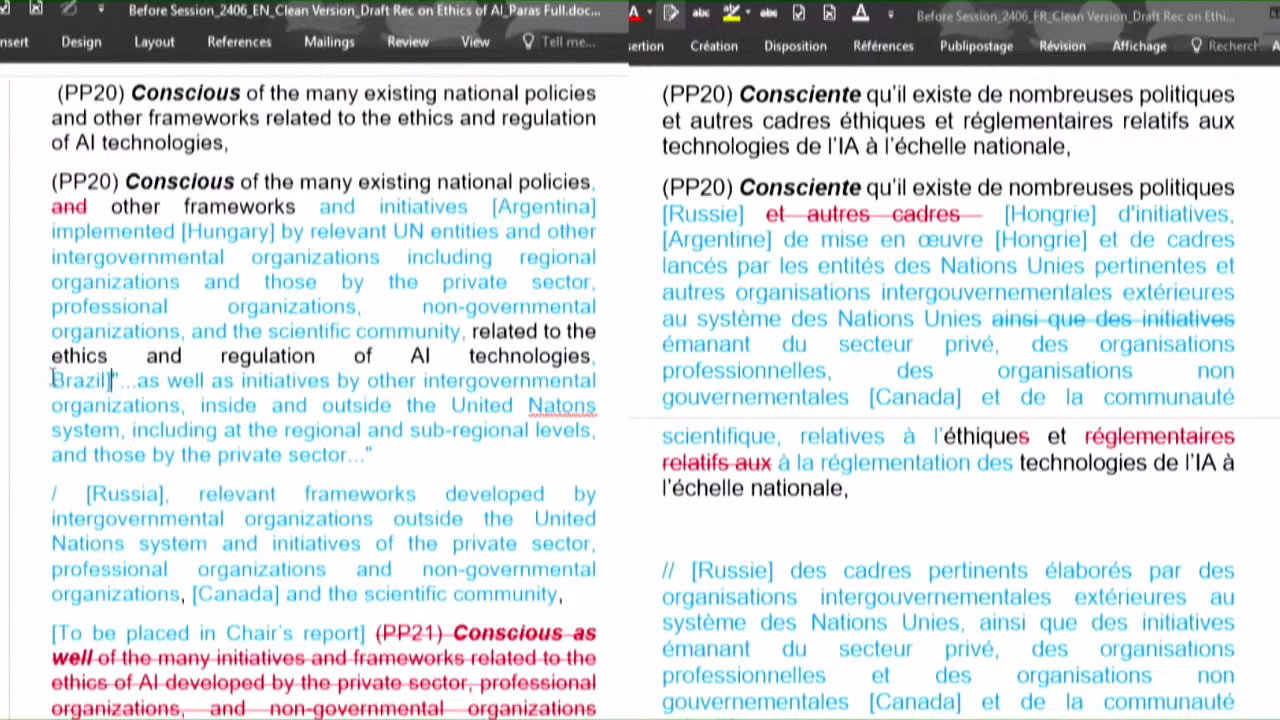 Before Session_2406_EN_Clean Version_Draft Rec on Ethics of AI_Paras Full.doc...
nsert Design Layout References Mailings Review View Tell me...
(PP20) Conscious of the many existing national policies
and other frameworks related to the ethics and regulation
of AI technologies,
(PP20) Conscious of the many existing national policies,
and other frameworks and initiatives [Argentina]
implemented [Hungary] by relevant UN entities and other
intergovernmental organizations including regional
organizations and those by the private sector,
professional organizations, non-governmental
organizations, and the scientific community, related to the
ethics and regulation of AI technologies,
Brazil]"...as well as initiatives by other intergovernmental
organizations, inside and outside the United Natons
system, including at the regional and sub-regional levels,
and those by the private sector..."
/ [Russia], relevant frameworks developed by
intergovernmental organizations outside the United
Nations system and initiatives of the private sector,
professional organizations and non-governmental
organizations, [Canada] and the scientific community,
[To be placed in Chair's report] (PP21) Conscious as
well of the many initiatives and frameworks related to the
ethics of AI developed by the private sector, professional
organizations, and non-governmental organizations
A abc abc A
Before Session_2406_FR_Clean Version_Draft Rec on Ethi...
sertion Création Disposition Références Publipostage Révision Affichage Recherch
(PP20) Consciente qu'il existe de nombreuses politiques
et autres cadres éthiques et réglementaires relatifs aux
technologies de l'IA à l'échelle nationale,
(PP20) Consciente qu'il existe de nombreuses politiques
[Russie] et autres cadres [Hongrie] d'initiatives,
[Argentine] de mise en œuvre [Hongrie] et de cadres
lancés par les entités des Nations Unies pertinentes et
autres organisations intergouvernementales extérieures
au système des Nations Unies ainsi que des initiatives
émanant du secteur privé, des organisations
professionnelles, des organisations non
gouvernementales [Canada] et de la communauté
scientifique, relatives à l'éthiques et réglementaires
relatifs aux à la réglementation des technologies de l'IA à
l'échelle nationale,
// [Russie] des cadres pertinents élaborés par des
organisations intergouvernementales extérieures au
système des Nations Unies, ainsi que des initiatives
émanant du secteur privé, des organisations
professionnelles et des organisations non
gouvernementales [Canada] et de la communauté